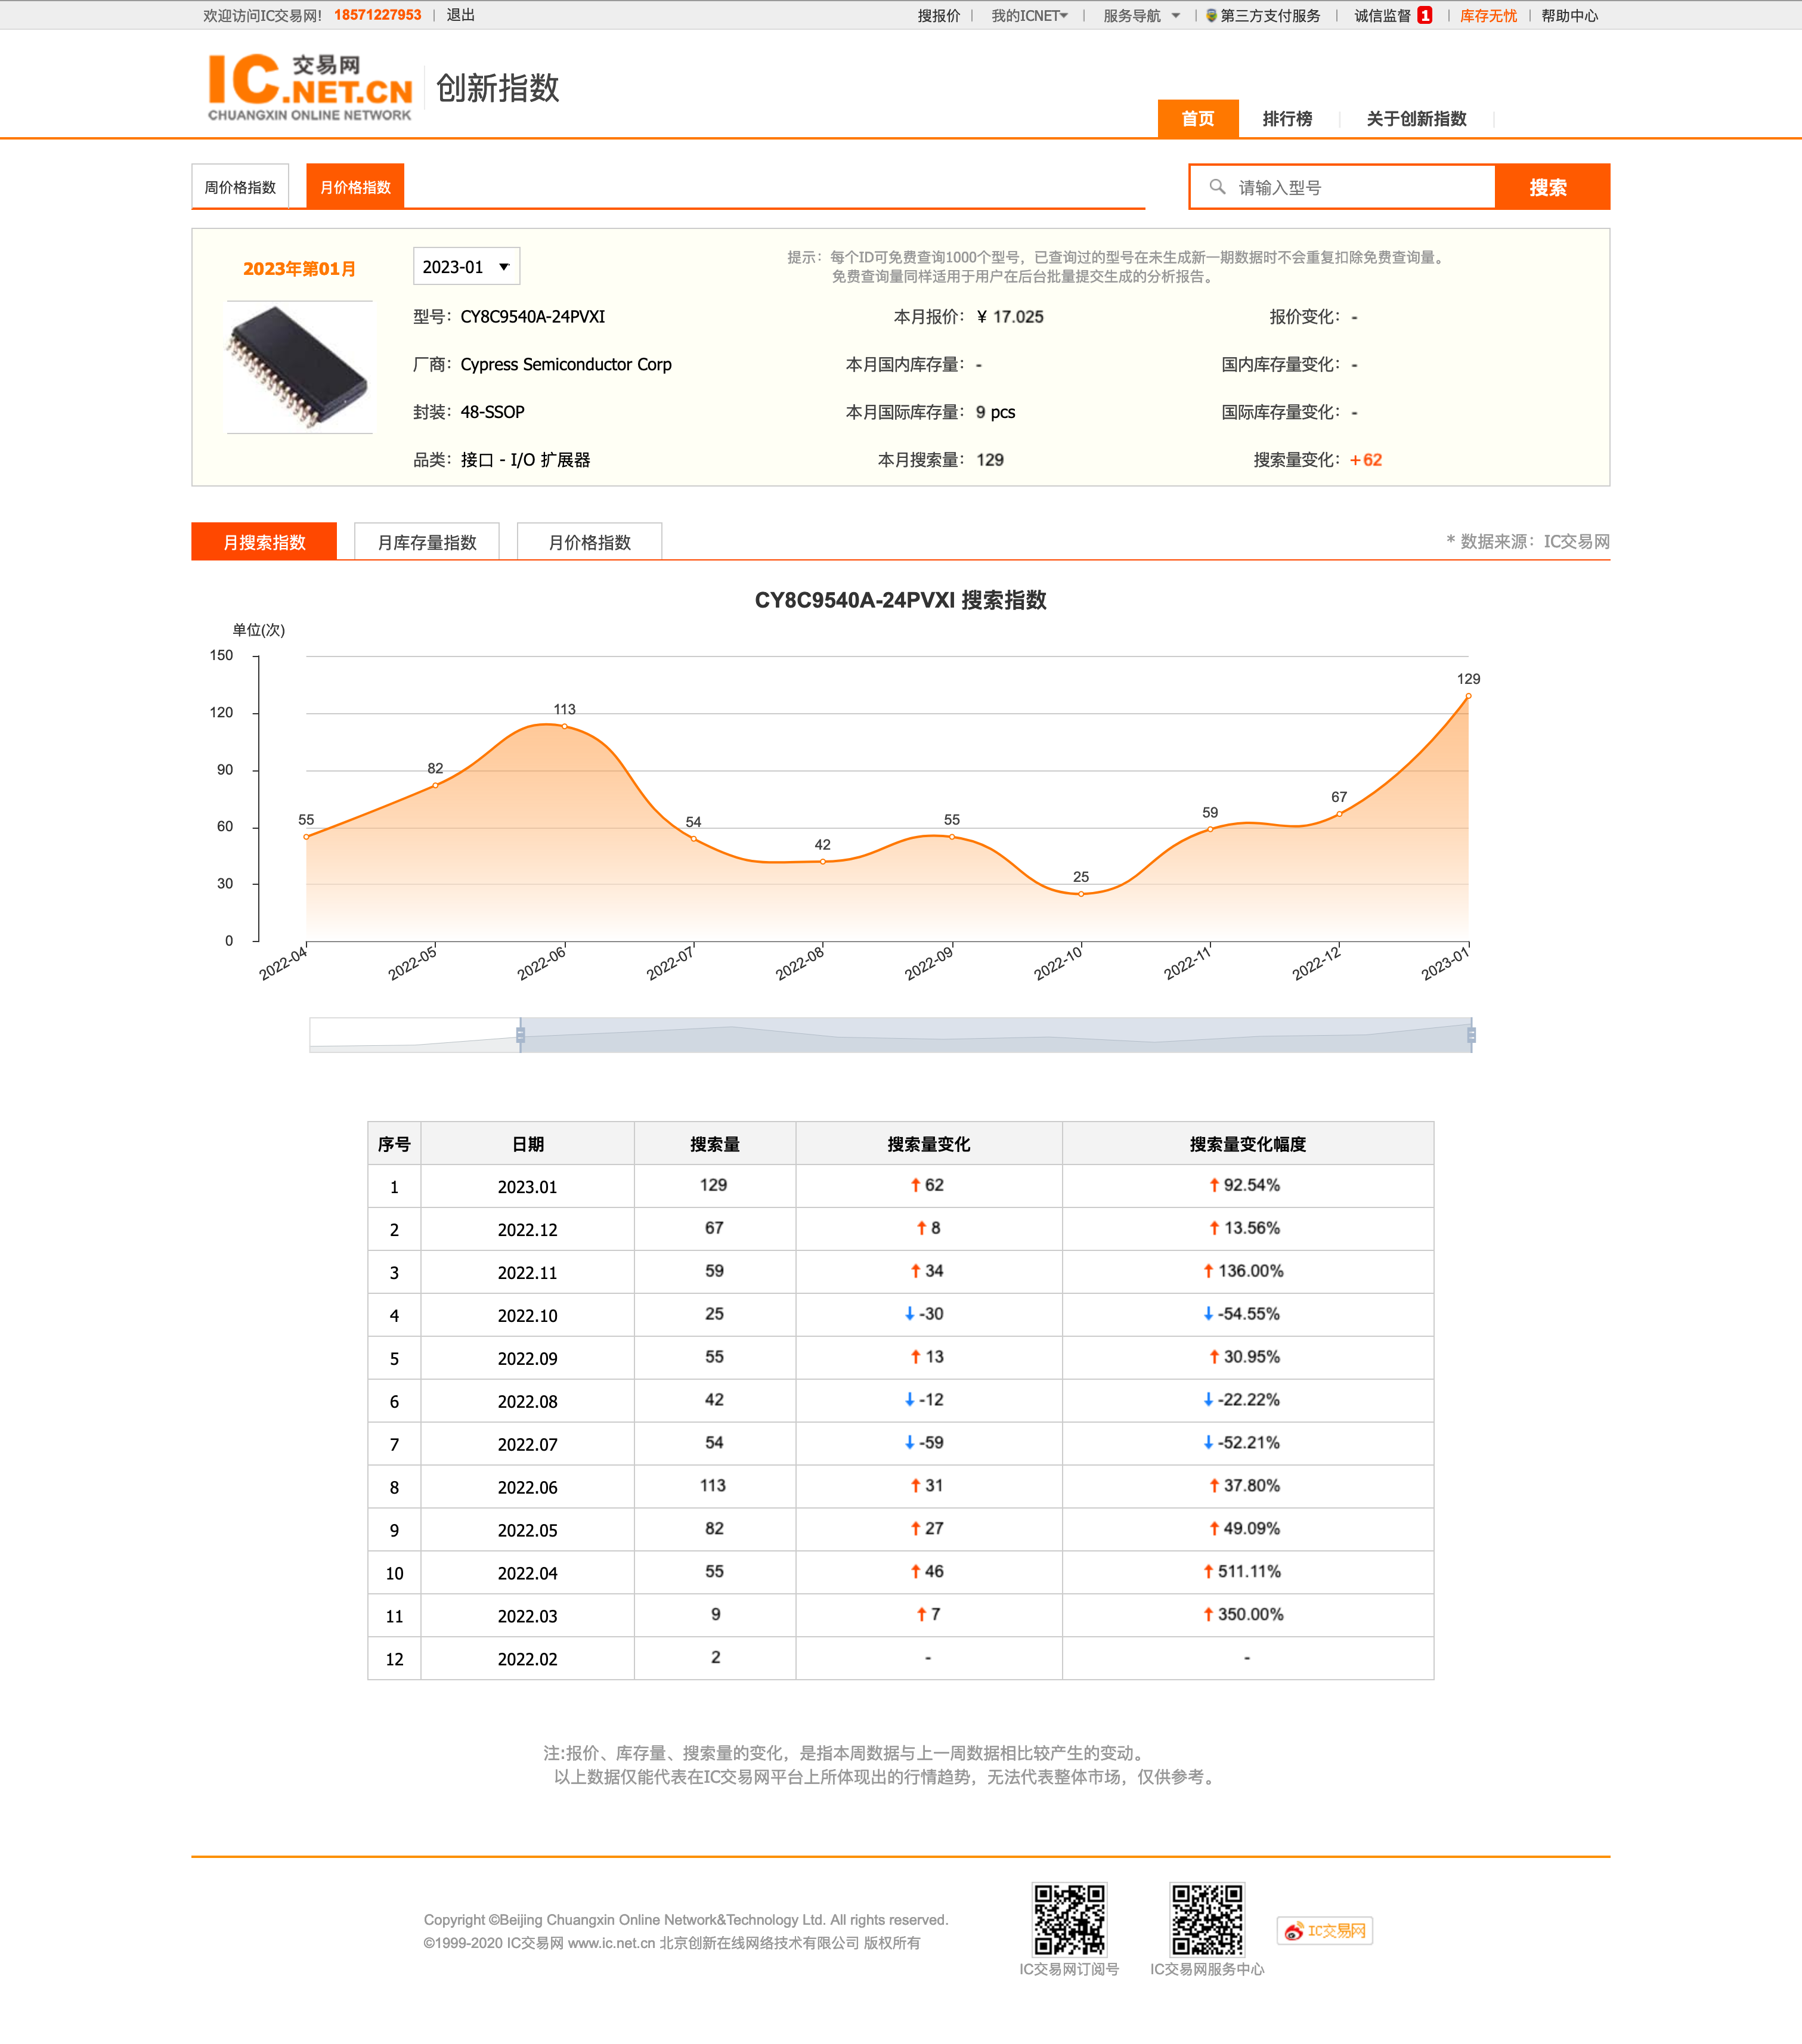 欢迎访问IC交易网! 18571227953 | 退出 搜报价 | 我的ICNET | 服务导航 | 第三方支付服务 | 诚信监督 1 | 库存无忧 | 帮助中心
IC 交易网 .NET.CN
CHUANGXIN ONLINE NETWORK
创新指数
首页 排行榜 关于创新指数
周价格指数 月价格指数 请输入型号 搜索
2023年第01月 2023-01
提示：每个ID可免费查询1000个型号，已查询过的型号在未生成新一期数据时不会重复扣除免费查询量。
免费查询量同样适用于用户在后台批量提交生成的分析报告。
型号：CY8C9540A-24PVXI 本月报价：¥ 17.025 报价变化：-
厂商：Cypress Semiconductor Corp 本月国内库存量：- 国内库存量变化：-
封装：48-SSOP 本月国际库存量：9 pcs 国际库存量变化：-
品类：接口 - I/O 扩展器 本月搜索量：129 搜索量变化：+62
月搜索指数 月库存量指数 月价格指数 * 数据来源：IC交易网
CY8C9540A-24PVXI 搜索指数
单位(次)
150
120
90
60
30
0
55 82 113 54 42 55 25 59 67 129
2022-04 2022-05 2022-06 2022-07 2022-08 2022-09 2022-10 2022-11 2022-12 2023-01
序号 日期 搜索量 搜索量变化 搜索量变化幅度
1 2023.01 129 ↑ 62 ↑ 92.54%
2 2022.12 67 ↑ 8 ↑ 13.56%
3 2022.11 59 ↑ 34 ↑ 136.00%
4 2022.10 25 ↓ -30 ↓ -54.55%
5 2022.09 55 ↑ 13 ↑ 30.95%
6 2022.08 42 ↓ -12 ↓ -22.22%
7 2022.07 54 ↓ -59 ↓ -52.21%
8 2022.06 113 ↑ 31 ↑ 37.80%
9 2022.05 82 ↑ 27 ↑ 49.09%
10 2022.04 55 ↑ 46 ↑ 511.11%
11 2022.03 9 ↑ 7 ↑ 350.00%
12 2022.02 2 - -
注:报价、库存量、搜索量的变化，是指本周数据与上一周数据相比较产生的变动。
以上数据仅能代表在IC交易网平台上所体现出的行情趋势，无法代表整体市场，仅供参考。
Copyright ©Beijing Chuangxin Online Network&Technology Ltd. All rights reserved.
©1999-2020 IC交易网 www.ic.net.cn 北京创新在线网络技术有限公司 版权所有
IC交易网订阅号 IC交易网服务中心 IC交易网